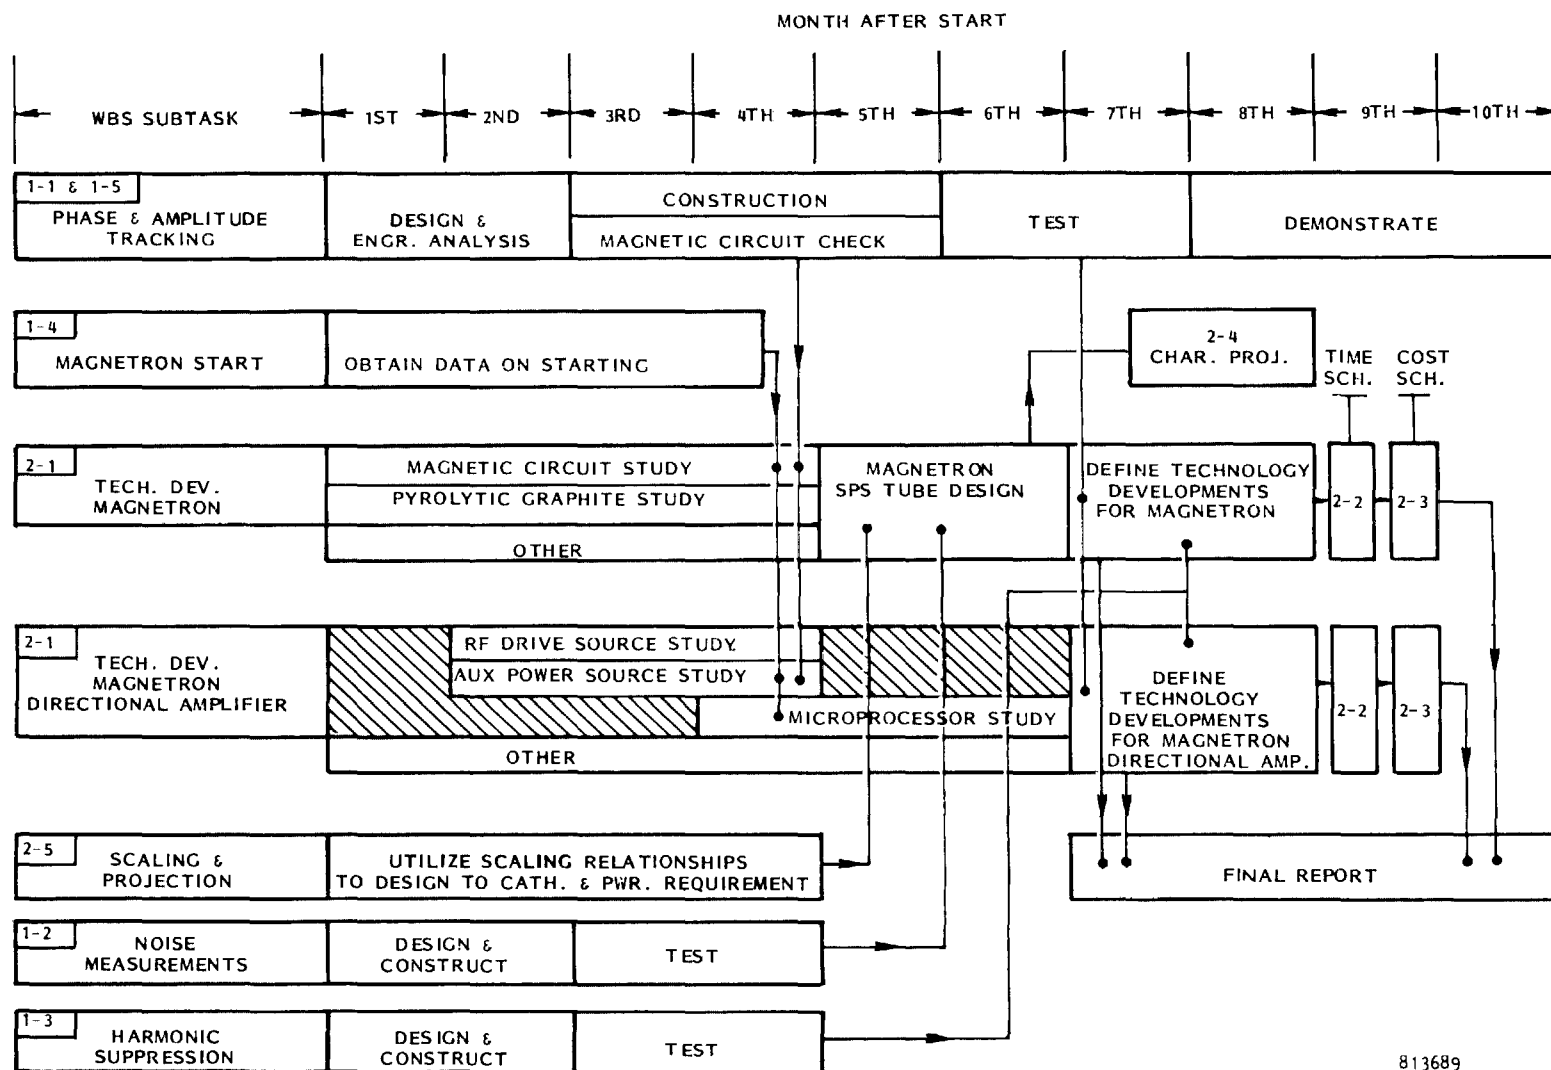 MONTH AFTER START
WBS SUBTASK 1ST 2ND 3RD 4TH 5TH 6TH 7TH 8TH 9TH 10TH
1-1 & 1-5
PHASE & AMPLITUDE
TRACKING
DESIGN &
ENGR. ANALYSIS
CONSTRUCTION
MAGNETIC CIRCUIT CHECK
TEST
DEMONSTRATE
1-4
MAGNETRON START
OBTAIN DATA ON STARTING
2-4
CHAR. PROJ.
TIME
SCH.
COST
SCH.
2-1
TECH. DEV.
MAGNETRON
MAGNETIC CIRCUIT STUDY
PYROLYTIC GRAPHITE STUDY
OTHER
MAGNETRON
SPS TUBE DESIGN
DEFINE TECHNOLOGY
DEVELOPMENTS
FOR MAGNETRON
2-2
2-3
2-1
TECH. DEV.
MAGNETRON
DIRECTIONAL AMPLIFIER
RF DRIVE SOURCE STUDY
AUX POWER SOURCE STUDY
MICROPROCESSOR STUDY
OTHER
DEFINE
TECHNOLOGY
DEVELOPMENTS
FOR MAGNETRON
DIRECTIONAL AMP.
2-2
2-3
2-5
SCALING &
PROJECTION
UTILIZE SCALING RELATIONSHIPS
TO DESIGN TO CATH. & PWR. REQUIREMENT
FINAL REPORT
1-2
NOISE
MEASUREMENTS
DESIGN &
CONSTRUCT
TEST
1-3
HARMONIC
SUPPRESSION
DESIGN &
CONSTRUCT
TEST
813689